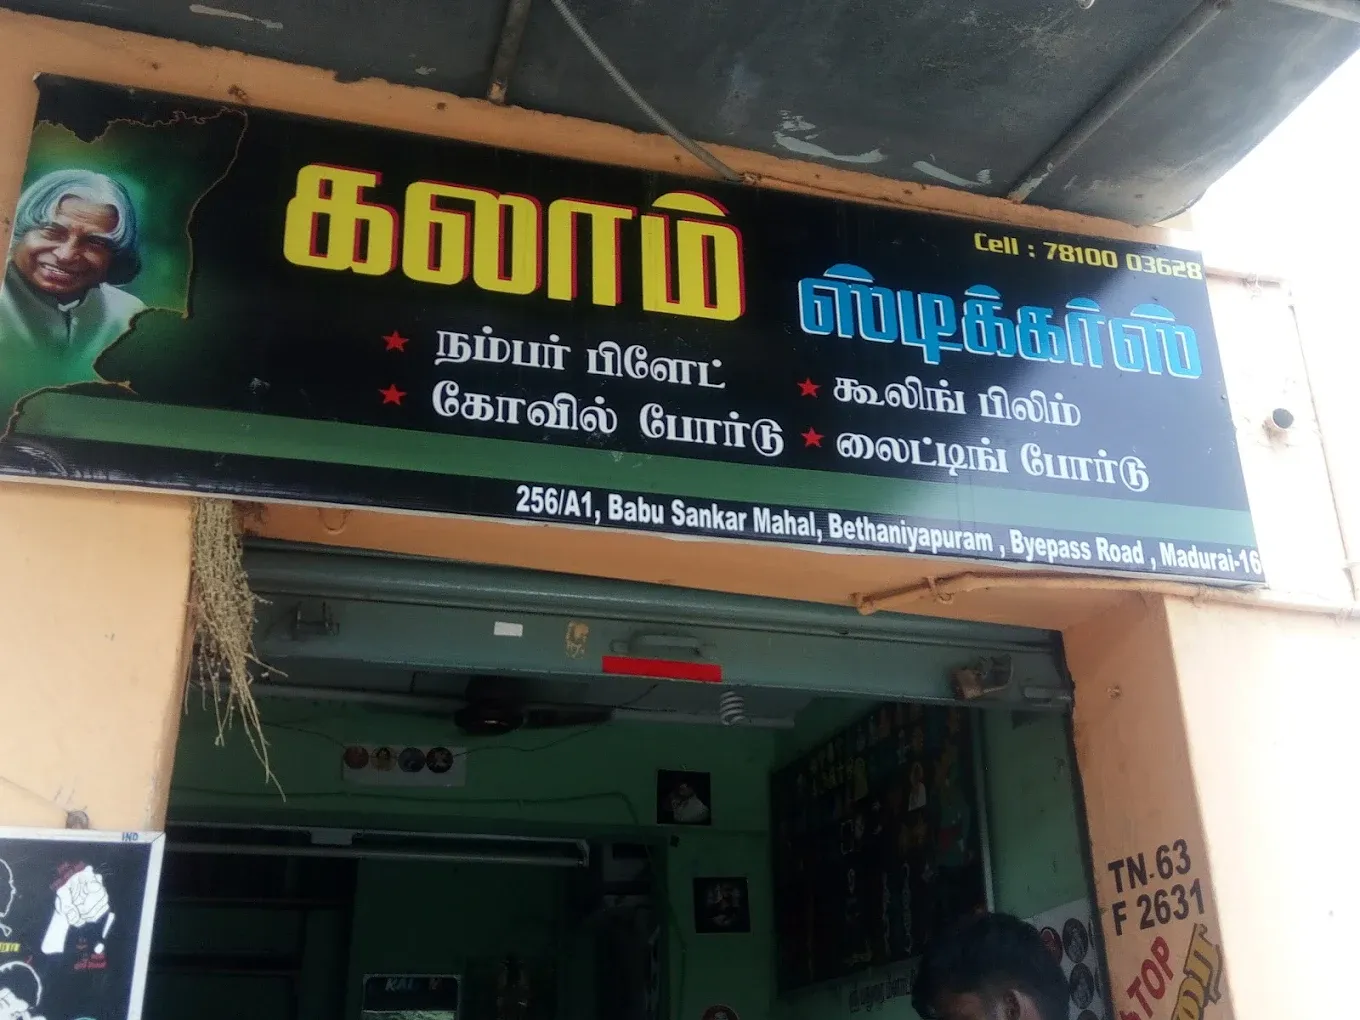 Cell : 78100 03628
கலாம்
ஸ்டிக்கர்ஸ்
நம்பர் பிளேட்
கூலிங் பிலிம்
கோவில் போர்டு
லைட்டிங் போர்டு
256/A1, Babu Sankar Mahal, Bethaniyapuram , Byepass Road , Madurai-16
IND
TN-63
F 2631
TOP